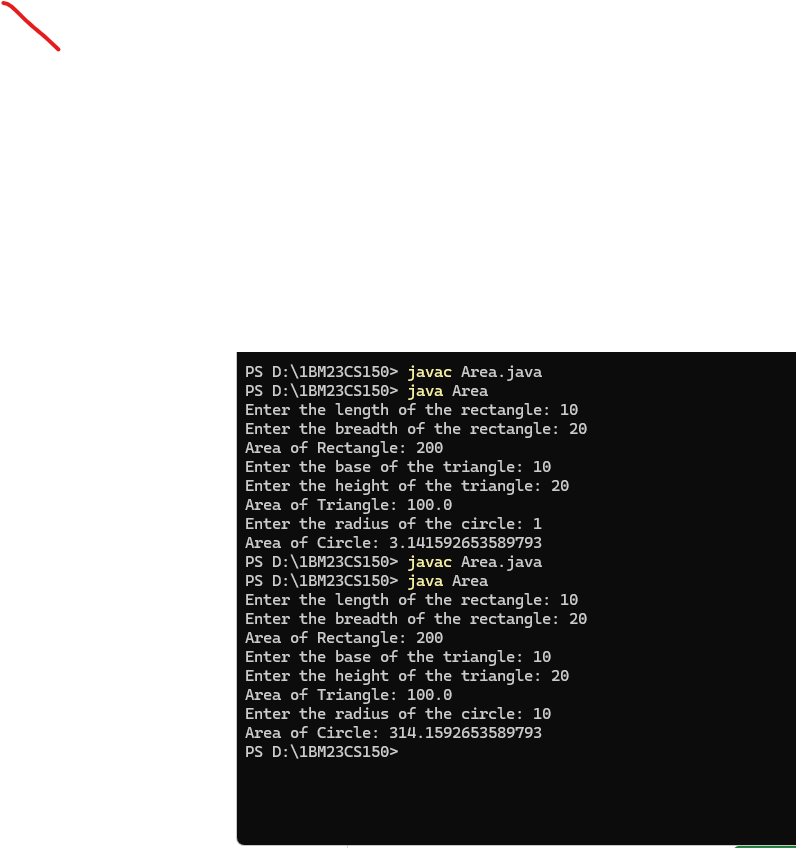 PS D:\1BM23CS150> javac Area.java
PS D:\1BM23CS150> java Area
Enter the length of the rectangle: 10
Enter the breadth of the rectangle: 20
Area of Rectangle: 200
Enter the base of the triangle: 10
Enter the height of the triangle: 20
Area of Triangle: 100.0
Enter the radius of the circle: 1
Area of Circle: 3.141592653589793
PS D:\1BM23CS150> javac Area.java
PS D:\1BM23CS150> java Area
Enter the length of the rectangle: 10
Enter the breadth of the rectangle: 20
Area of Rectangle: 200
Enter the base of the triangle: 10
Enter the height of the triangle: 20
Area of Triangle: 100.0
Enter the radius of the circle: 10
Area of Circle: 314.1592653589793
PS D:\1BM23CS150>